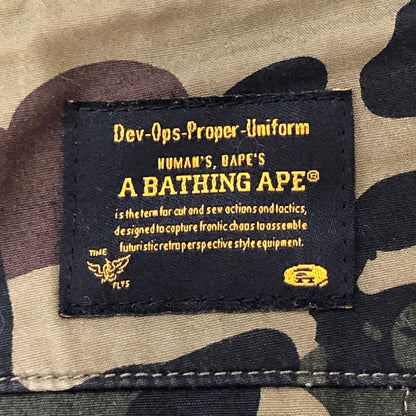 Dev-Ops-Proper-Uniform
HUMAN'S, BAPE'S
A BATHING APE®
is the term for cut and sew actions and tactics,
designed to capture frontic chaos to assemble
futuristic retro perspective style equipment.
TIME
FLYS